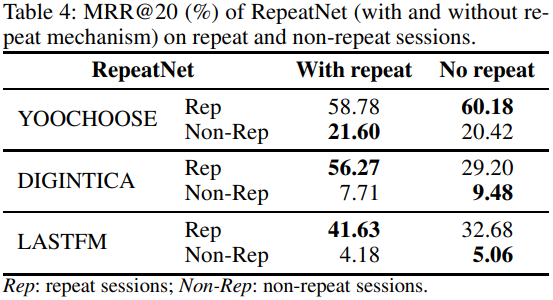 Table 4: MRR@20 (%) of RepeatNet (with and without re-
peat mechanism) on repeat and non-repeat sessions.
RepeatNet With repeat No repeat
YOOCHOOSE Rep 58.78 60.18
Non-Rep 21.60 20.42
DIGINTICA Rep 56.27 29.20
Non-Rep 7.71 9.48
LASTFM Rep 41.63 32.68
Non-Rep 4.18 5.06
Rep: repeat sessions; Non-Rep: non-repeat sessions.